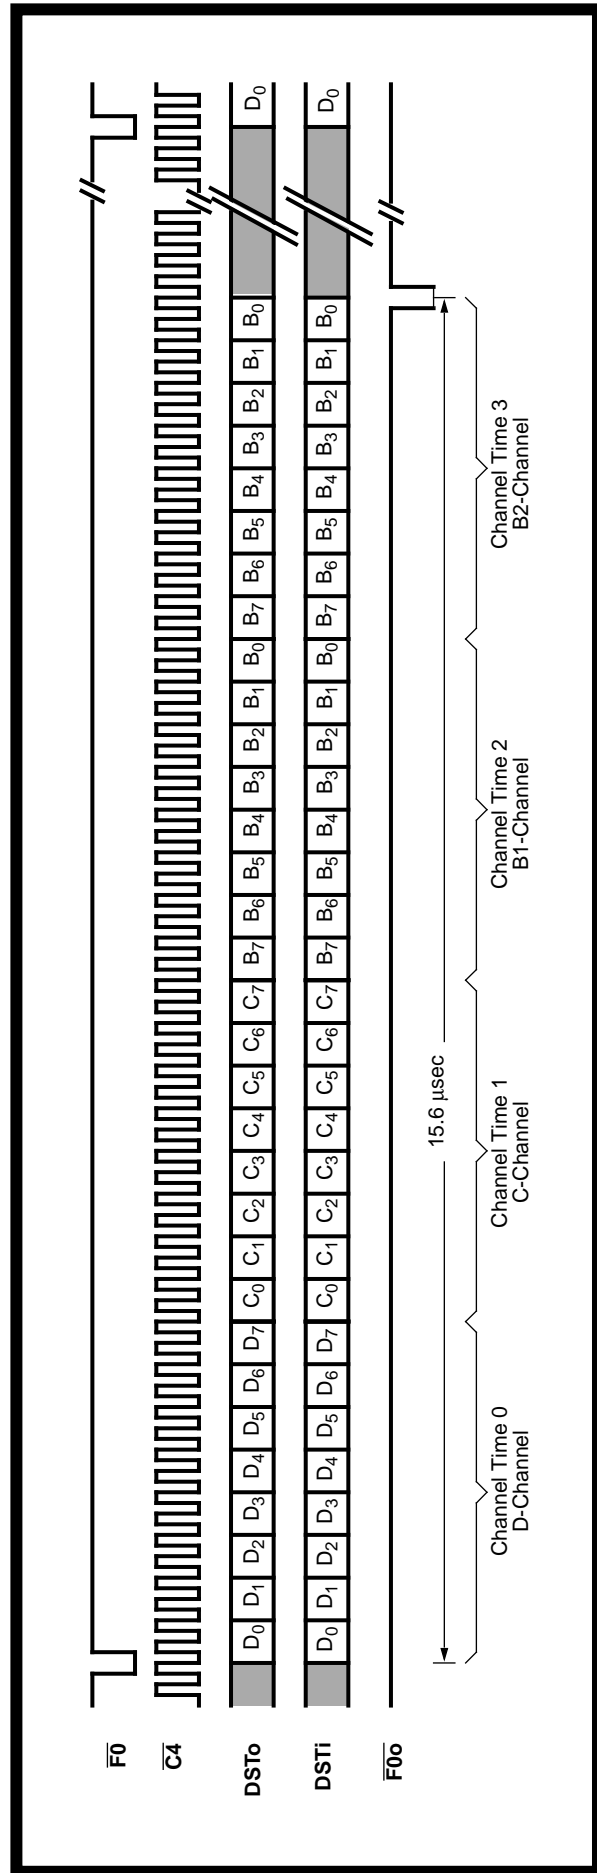 F0
C4
DSTo
D0 D1 D2 D3 D4 D5 D6 D7 C0 C1 C2 C3 C4 C5 C6 C7 B7 B6 B5 B4 B3 B2 B1 B0 B7 B6 B5 B4 B3 B2 B1 B0 D0
DSTi
D0 D1 D2 D3 D4 D5 D6 D7 C0 C1 C2 C3 C4 C5 C6 C7 B7 B6 B5 B4 B3 B2 B1 B0 B7 B6 B5 B4 B3 B2 B1 B0 D0
F0o
15.6 µsec
Channel Time 0
D-Channel
Channel Time 1
C-Channel
Channel Time 2
B1-Channel
Channel Time 3
B2-Channel